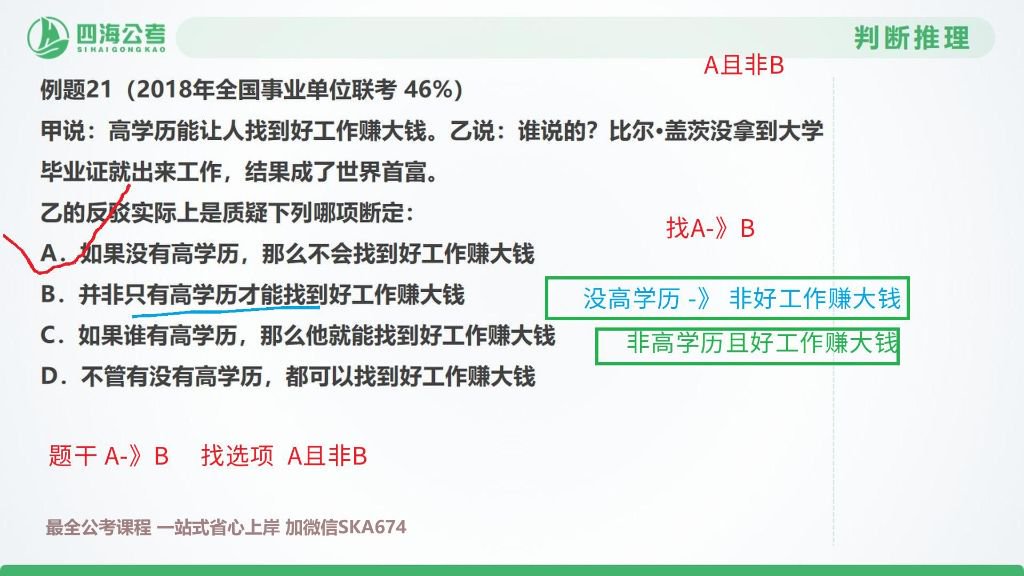 四海公考
SIHAIGONGKAO
判断推理
A且非B
例题21（2018年全国事业单位联考 46%）
甲说：高学历能让人找到好工作赚大钱。乙说：谁说的？比尔•盖茨没拿到大学
毕业证就出来工作，结果成了世界首富。
乙的反驳实际上是质疑下列哪项断定：
找A-》B
A．如果没有高学历，那么不会找到好工作赚大钱
B．并非只有高学历才能找到好工作赚大钱
没高学历 -》 非好工作赚大钱
C．如果谁有高学历，那么他就能找到好工作赚大钱
非高学历且好工作赚大钱
D．不管有没有高学历，都可以找到好工作赚大钱
题干 A-》B 找选项 A且非B
最全公考课程 一站式省心上岸 加微信SKA674